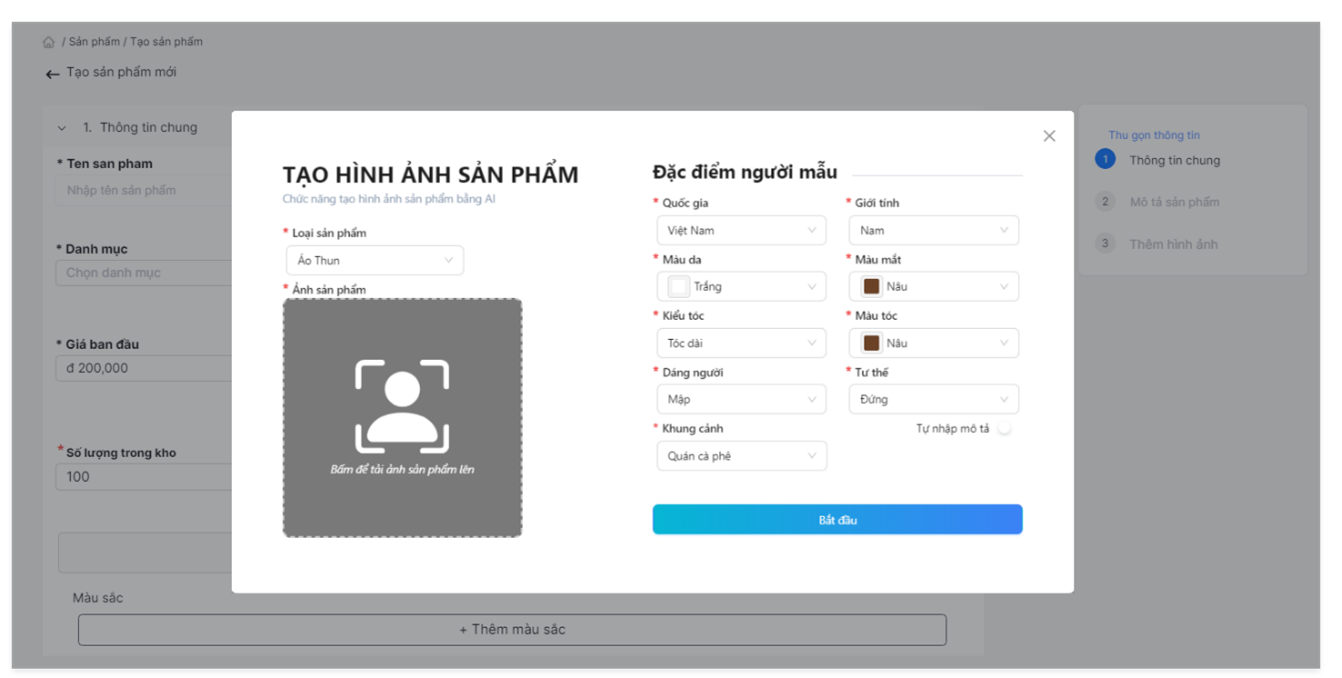 / Sản phẩm / Tạo sản phẩm
← Tạo sản phẩm mới
1. Thông tin chung
* Ten san pham
Nhập tên sản phẩm
* Danh mục
Chọn danh mục
* Giá ban đầu
đ 200,000
* Số lượng trong kho
100
Màu sắc
+ Thêm màu sắc
TẠO HÌNH ẢNH SẢN PHẨM
Chức năng tạo hình ảnh sản phẩm bằng AI
* Loại sản phẩm
Áo Thun
* Ảnh sản phẩm
Bấm để tải ảnh sản phẩm lên
Đặc điểm người mẫu
* Quốc gia
Việt Nam
* Giới tính
Nam
* Màu da
Trắng
* Màu mắt
Nâu
* Kiểu tóc
Tóc dài
* Màu tóc
Nâu
* Dáng người
Mập
* Tư thế
Đứng
* Khung cảnh
Quán cà phê
Tự nhập mô tả
Bắt đầu
Thu gọn thông tin
1 Thông tin chung
2 Mô tả sản phẩm
3 Thêm hình ảnh